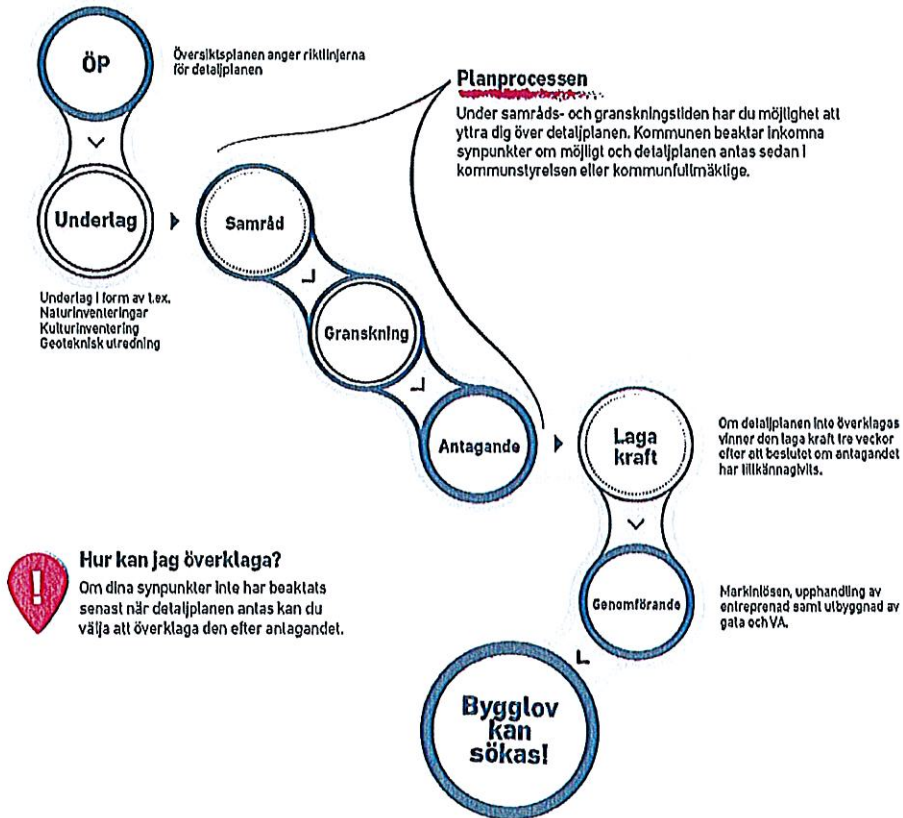 ÖP
Översiktsplanen anger riktlinjerna
för detaljplanen
Planprocessen
Under samråds- och granskningstiden har du möjlighet att
yttra dig över detaljplanen. Kommunen beaktar inkomna
synpunkter om möjligt och detaljplanen antas sedan i
kommunstyrelsen eller kommunfullmäktige.
Underlag
Underlag i form av t.ex.
Naturinventeringar
Kulturinventering
Geoteknisk utredning
Samråd
Granskning
Antagande
Laga
kraft
Om detaljplanen inte överklagas
vinner den laga kraft tre veckor
efter att beslutet om antagandet
har tillkännagivits.
! Hur kan jag överklaga?
Om dina synpunkter inte har beaktats
senast när detaljplanen antas kan du
välja att överklaga den efter antagandet.
Genomförande
Markinlösen, upphandling av
entreprenad samt utbyggnad av
gata och VA.
Bygglov
kan
sökas!